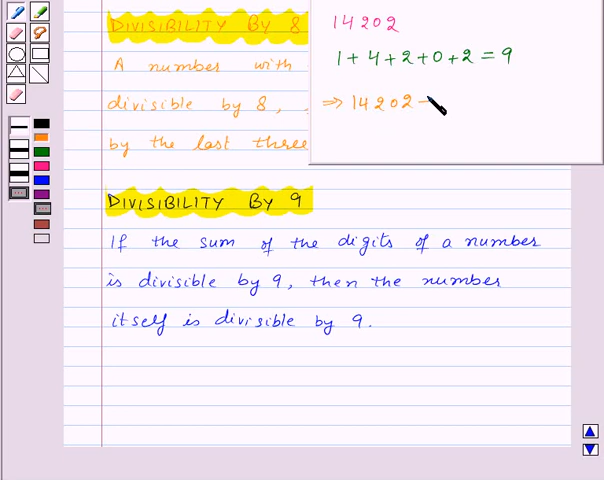 DIVISIBILITY BY 8
A number with
divisible by 8,
by the last three
14202
1+4+2+0+2=9
⇒ 14202
DIVISIBILITY BY 9
If the sum of the digits of a number
is divisible by 9, then the number
itself is divisible by 9.